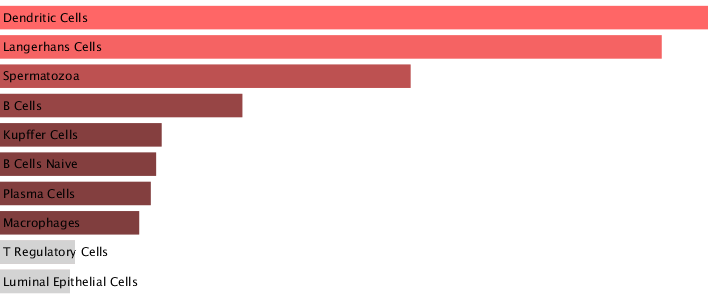 Dendritic Cells
Langerhans Cells
Spermatozoa
B Cells
Kupffer Cells
B Cells Naive
Plasma Cells
Macrophages
T Regulatory Cells
Luminal Epithelial Cells